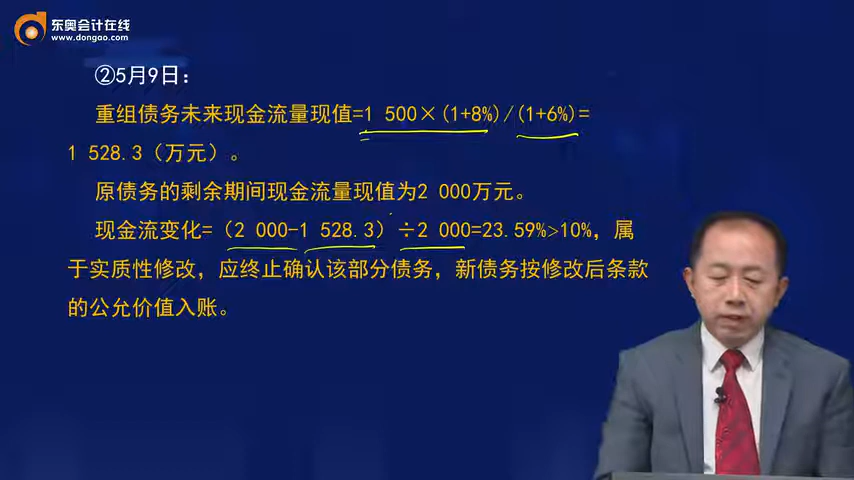 东奥会计在线
www.dongao.com
②5月9日：
重组债务未来现金流量现值=1 500×(1+8%)/(1+6%)=
1 528.3（万元）。
原债务的剩余期间现金流量现值为2 000万元。
现金流变化=（2 000-1 528.3）÷2 000=23.59%>10%，属
于实质性修改，应终止确认该部分债务，新债务按修改后条款
的公允价值入账。